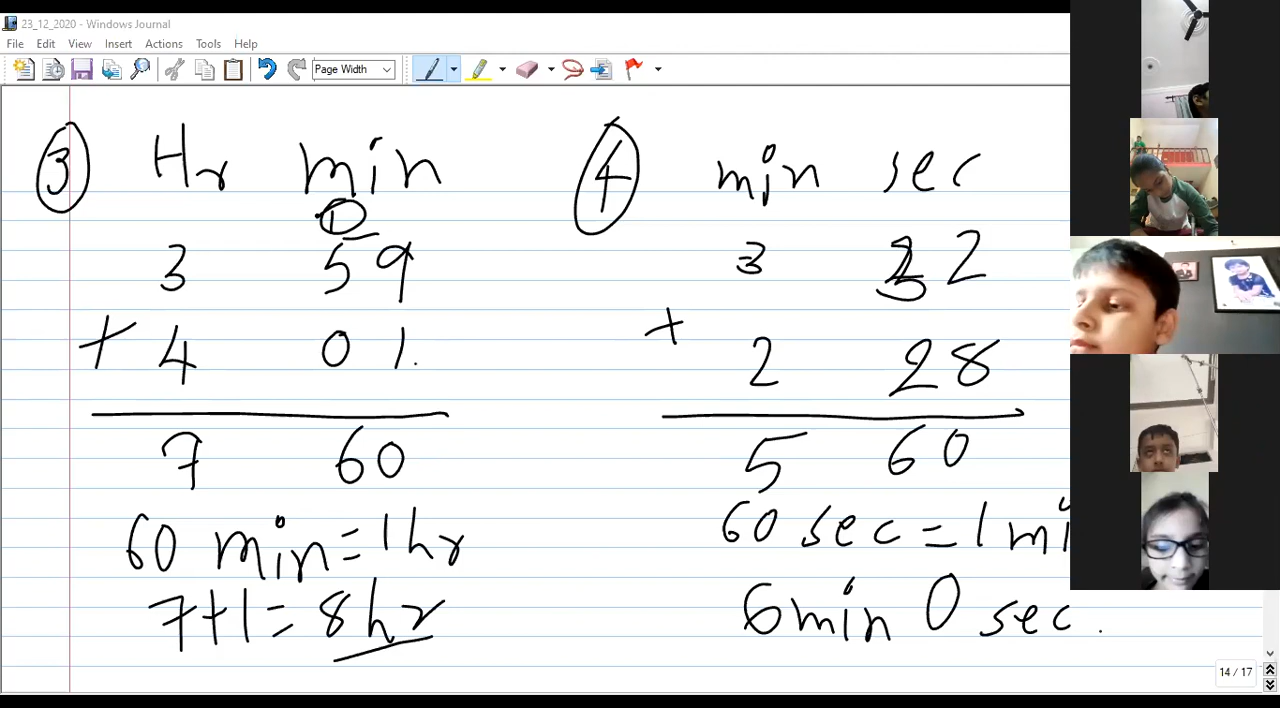 23_12_2020 - Windows Journal
File Edit View Insert Actions Tools Help
Page Width
3 Hr min
1
3 59
+ 4 01.
7 60
60 min = 1 hr
7+1 = 8 hr
4 min sec
3 32
+ 2 28
5 60
60 sec = 1 mi
6 min 0 sec.
14 / 17